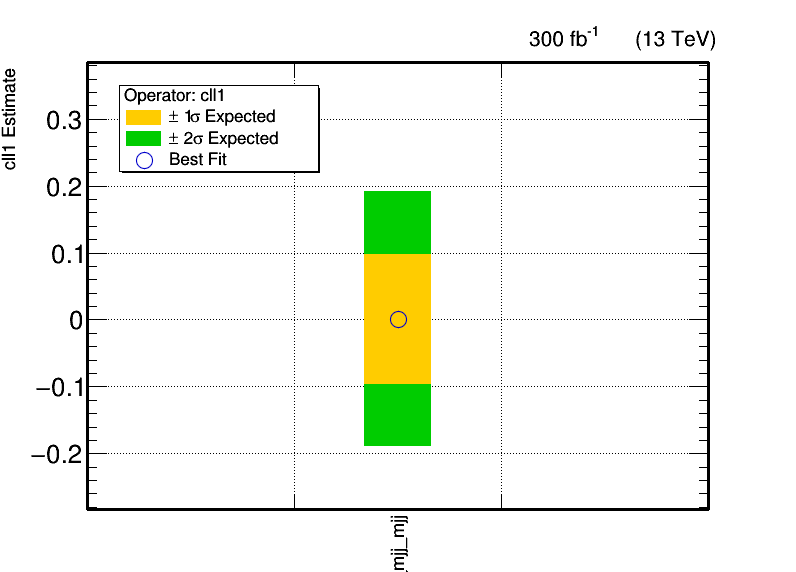 300 fb-1 (13 TeV)
cll1 Estimate
Operator: cll1
± 1σ Expected
± 2σ Expected
Best Fit
0.3
0.2
0.1
0
−0.1
−0.2
_mjj_mjj